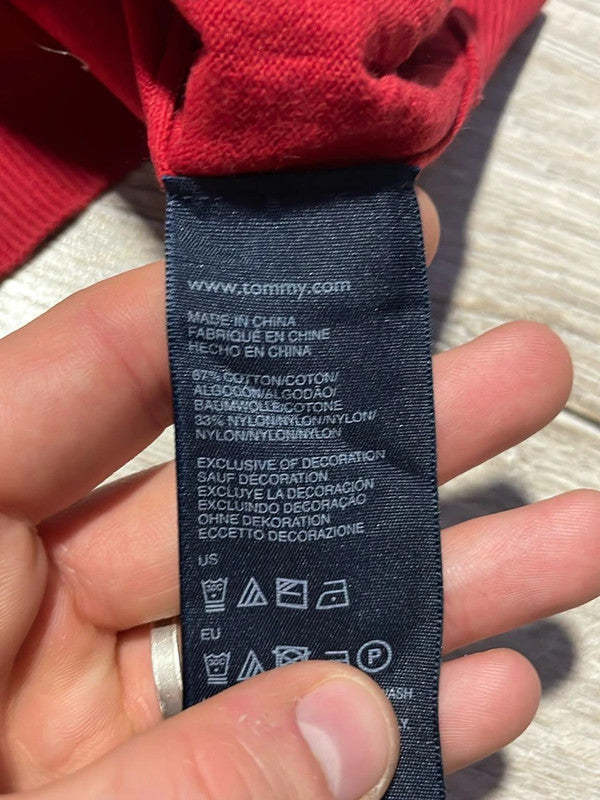 www.tommy.com
MADE IN CHINA
FABRIQUÉ EN CHINE
HECHO EN CHINA
67% COTTON/COTON/
ALGODÓN/ALGODÃO/
BAUMWOLLE/COTONE
33% NYLON/NYLON/NYLON/
NYLON/NYLON/NYLON
EXCLUSIVE OF DECORATION
SAUF DÉCORATION
EXCLUYE LA DECORACIÓN
EXCLUINDO DECORAÇÃO
OHNE DEKORATION
ECCETTO DECORAZIONE
US
30C
EU
30C
P